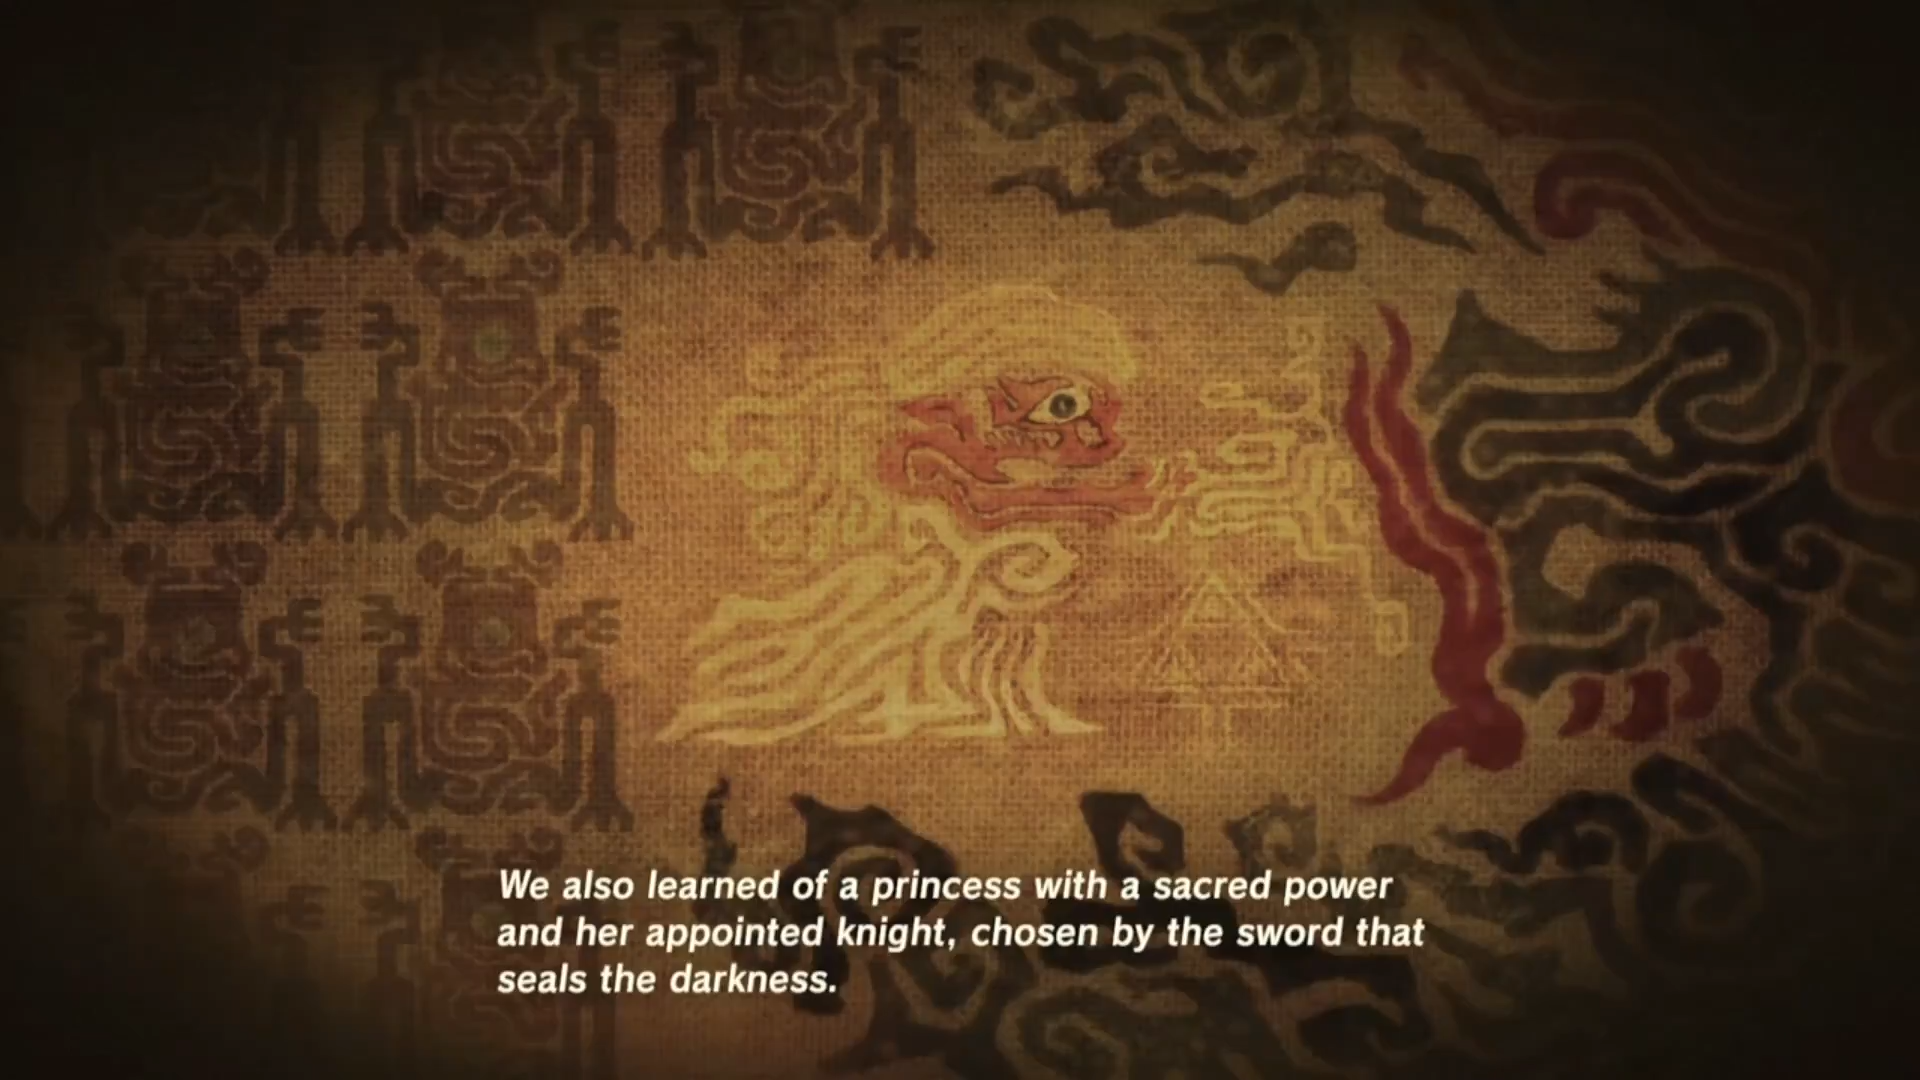 We also learned of a princess with a sacred power
and her appointed knight, chosen by the sword that
seals the darkness.